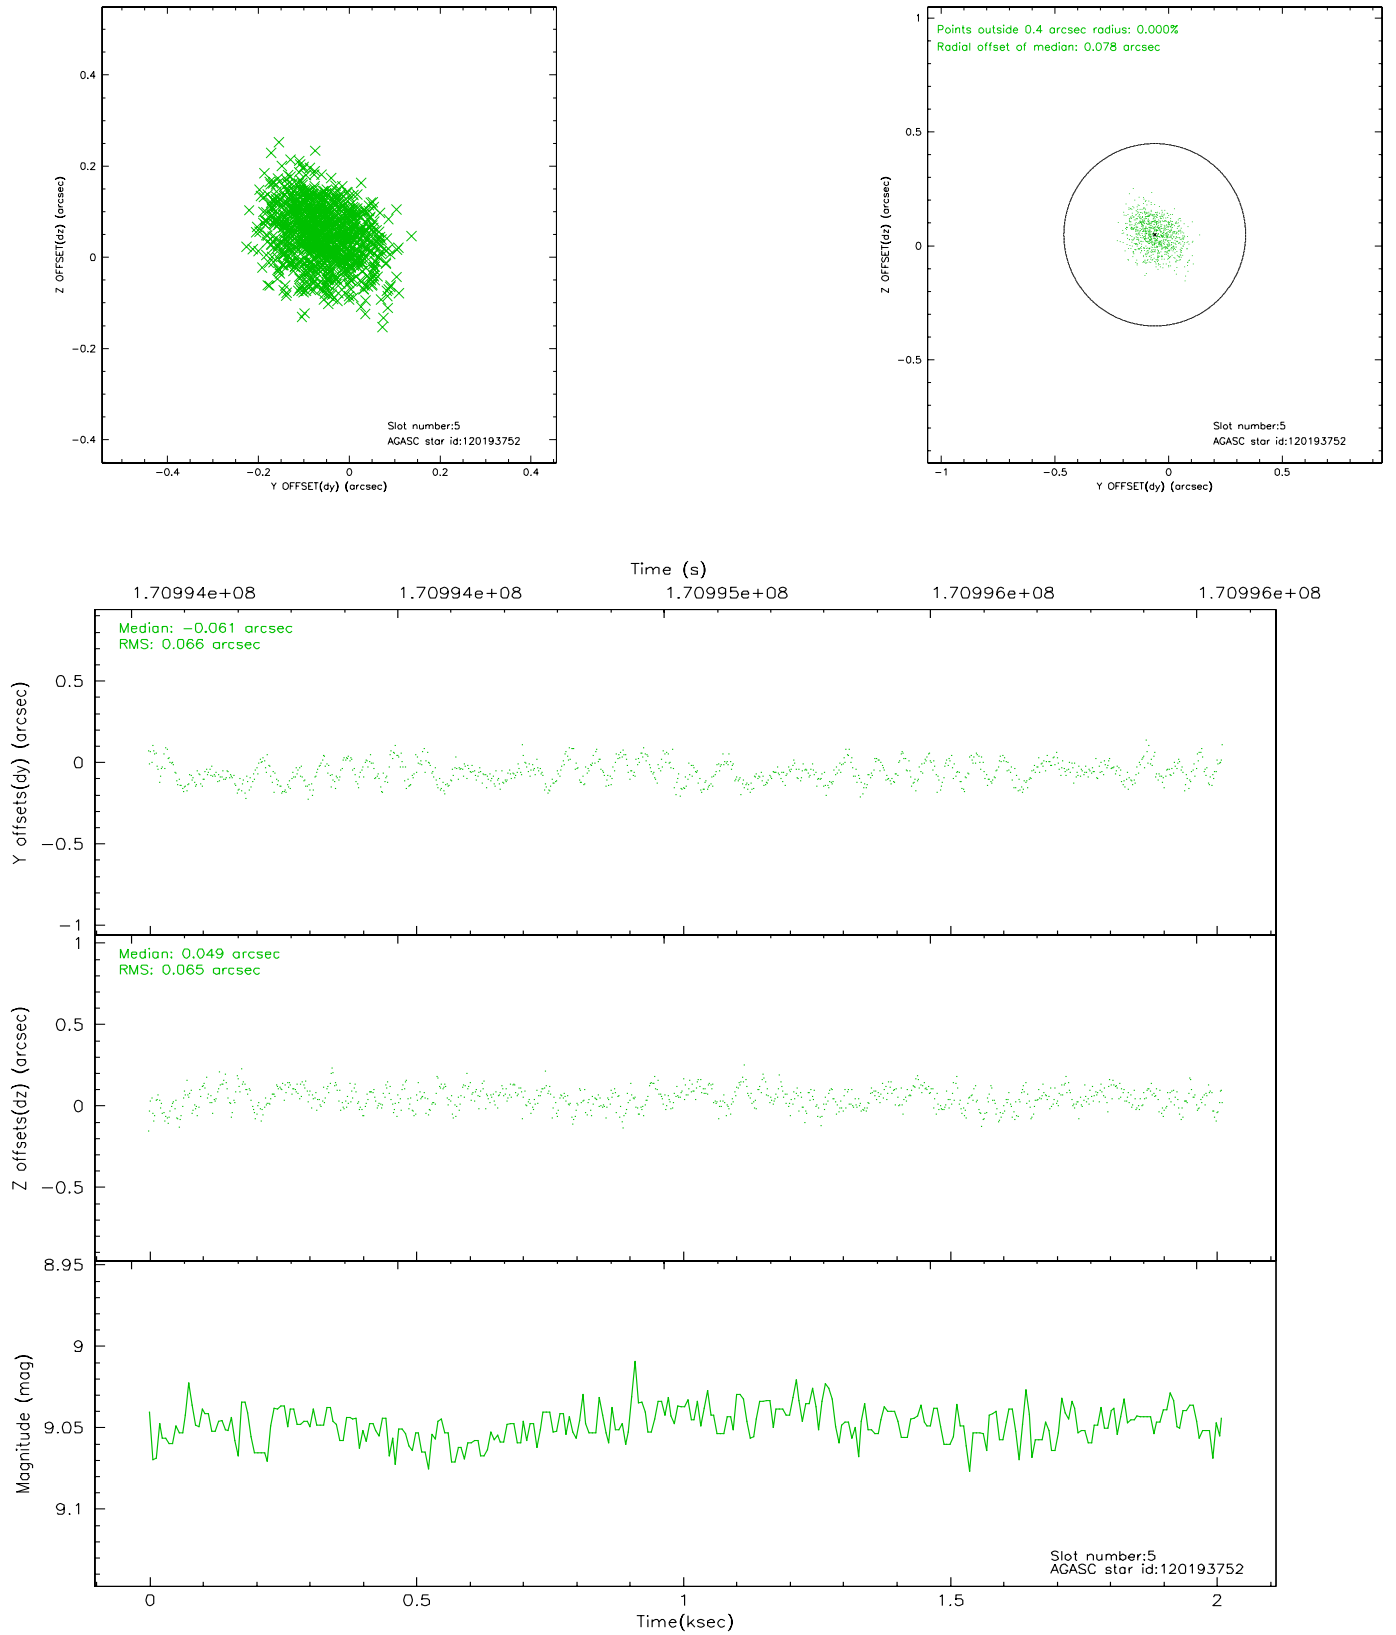 Points outside 0.4 arcsec radius: 0.000%
Radial offset of median: 0.078 arcsec
0.4
0.2
0
−0.2
−0.4
Z OFFSET(dz) (arcsec)
Slot number:5
AGASC star id:120193752
−0.4
−0.2
0
0.2
0.4
Y OFFSET(dy) (arcsec)
1
0.5
0
−0.5
Z OFFSET(dz) (arcsec)
Slot number:5
AGASC star id:120193752
−1
−0.5
0
0.5
Y OFFSET(dy) (arcsec)
Time (s)
1.70994e+08
1.70994e+08
1.70995e+08
1.70996e+08
1.70996e+08
Median: −0.061 arcsec
RMS: 0.066 arcsec
0.5
0
−0.5
−1
Y offsets(dy) (arcsec)
Median: 0.049 arcsec
RMS: 0.065 arcsec
1
0.5
0
−0.5
Z offsets(dz) (arcsec)
8.95
9
9.05
9.1
Magnitude (mag)
Slot number:5
AGASC star id:120193752
0
0.5
1
1.5
2
Time(ksec)